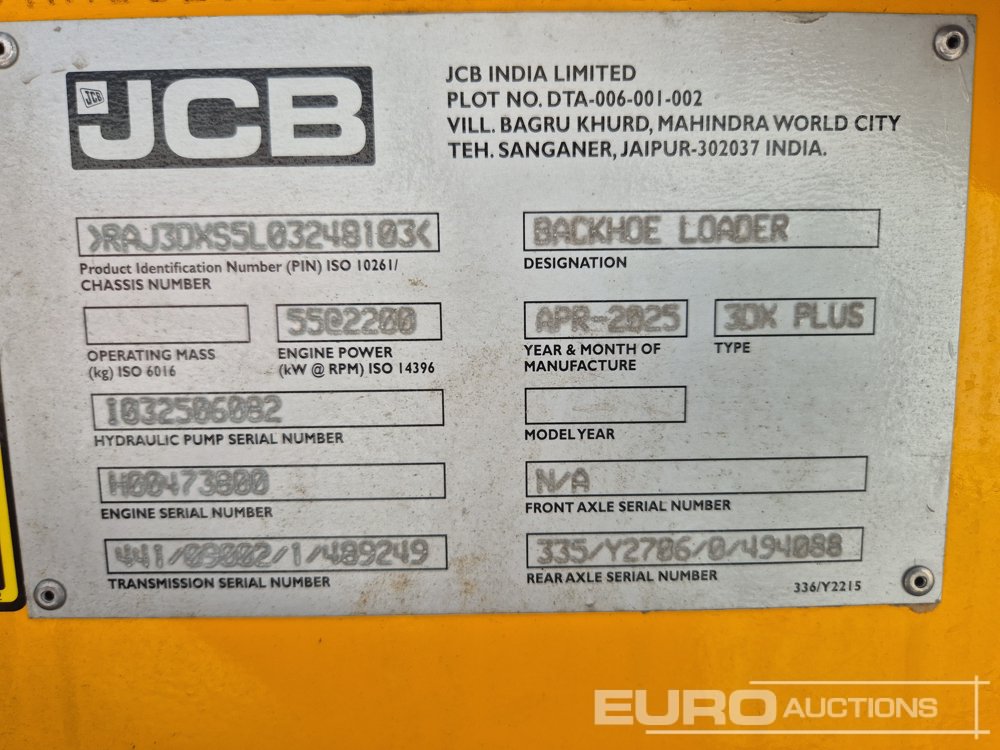 JCB
JCB
JCB INDIA LIMITED
PLOT NO. DTA-006-001-002
VILL. BAGRU KHURD, MAHINDRA WORLD CITY
TEH. SANGANER, JAIPUR-302037 INDIA.
>RAJ3DXS5L03248103<
Product Identification Number (PIN) ISO 10261/
CHASSIS NUMBER
BACKHOE LOADER
DESIGNATION
OPERATING MASS
(kg) ISO 6016
55@2200
ENGINE POWER
(kW @ RPM) ISO 14396
APR-2025
YEAR & MONTH OF
MANUFACTURE
3DX PLUS
TYPE
1032506082
HYDRAULIC PUMP SERIAL NUMBER
MODEL YEAR
H00473800
ENGINE SERIAL NUMBER
N/A
FRONT AXLE SERIAL NUMBER
441/09002/1/489249
TRANSMISSION SERIAL NUMBER
335/Y2786/0/494088
REAR AXLE SERIAL NUMBER
336/Y2215
EURO AUCTIONS